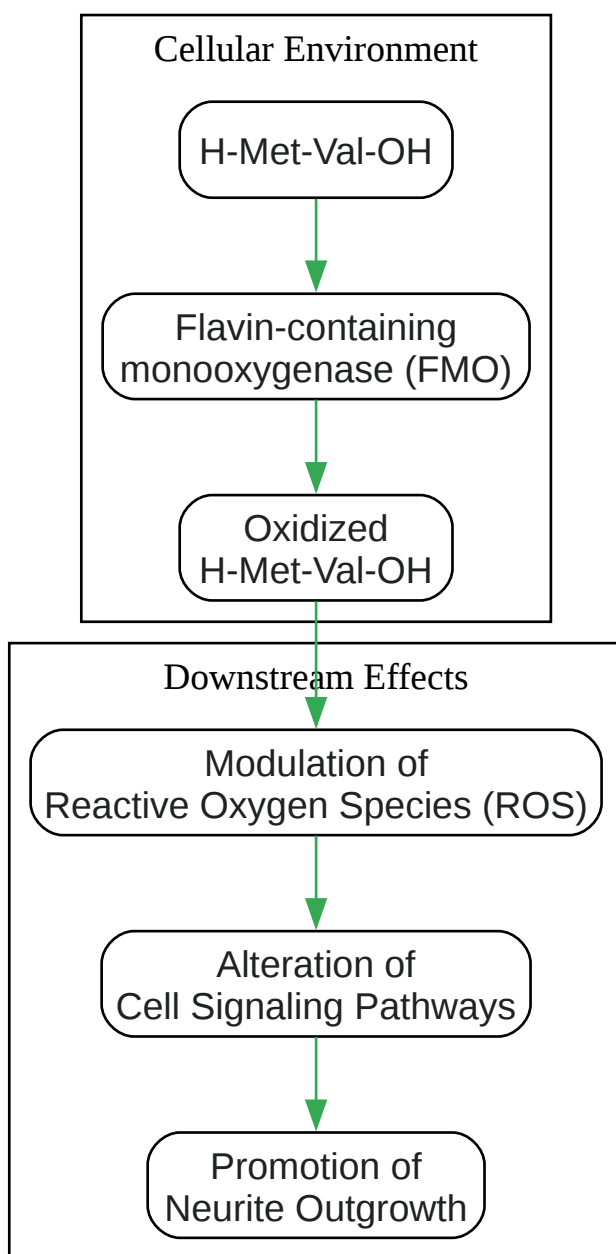 Cellular Environment
H-Met-Val-OH
Flavin-containing
monooxygenase (FMO)
Oxidized
H-Met-Val-OH
Downstream Effects
Modulation of
Reactive Oxygen Species (ROS)
Alteration of
Cell Signaling Pathways
Promotion of
Neurite Outgrowth